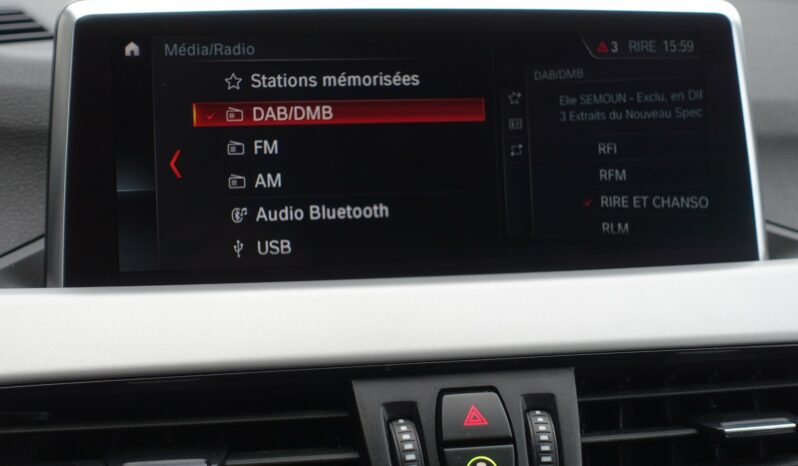 Média/Radio
3 RIRE 15:59
Stations mémorisées
DAB/DMB
FM
AM
Audio Bluetooth
USB
DAB/DMB
Elie SEMOUN - Exclu. en Dif
3 Extraits du Nouveau Spec
RFI
RFM
RIRE ET CHANSO
RLM